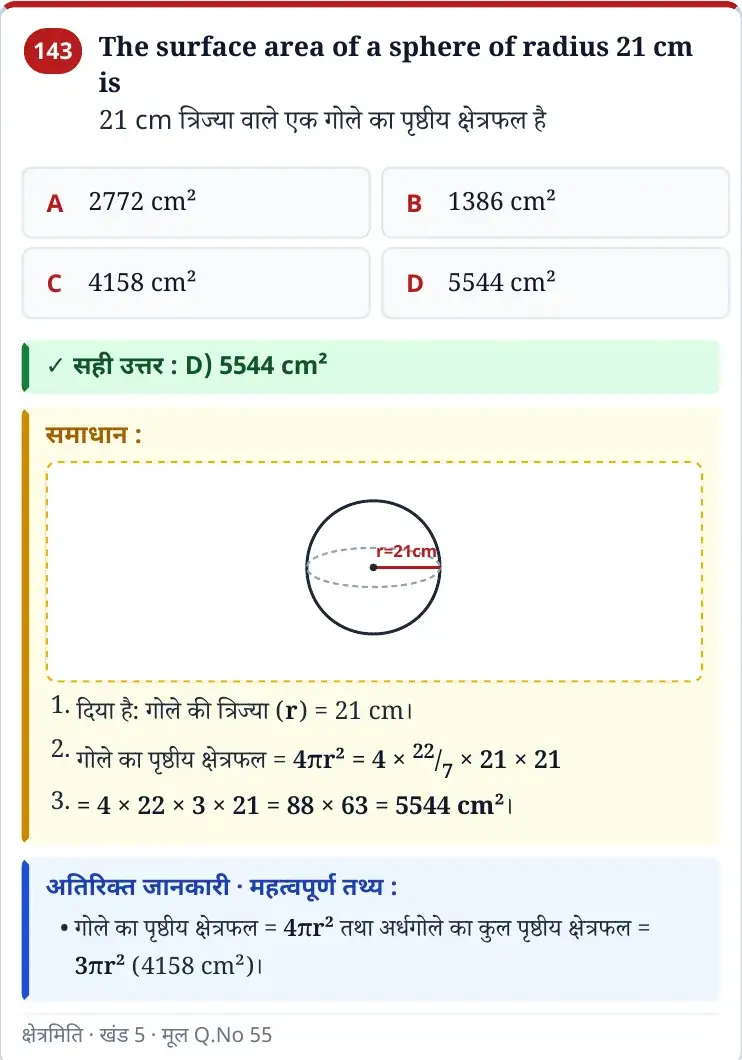 143
The surface area of a sphere of radius 21 cm
is
21 cm त्रिज्या वाले एक गोले का पृष्ठीय क्षेत्रफल है
A 2772 cm²
B 1386 cm²
C 4158 cm²
D 5544 cm²
✓ सही उत्तर : D) 5544 cm²
समाधान :
r=21cm
1. दिया है: गोले की त्रिज्या (r) = 21 cm।
2. गोले का पृष्ठीय क्षेत्रफल = 4πr² = 4 × ²²/₇ × 21 × 21
3. = 4 × 22 × 3 × 21 = 88 × 63 = 5544 cm²।
अतिरिक्त जानकारी · महत्वपूर्ण तथ्य :
• गोले का पृष्ठीय क्षेत्रफल = 4πr² तथा अर्धगोले का कुल पृष्ठीय क्षेत्रफल =
3πr² (4158 cm²)।
क्षेत्रमिति · खंड 5 · मूल Q.No 55